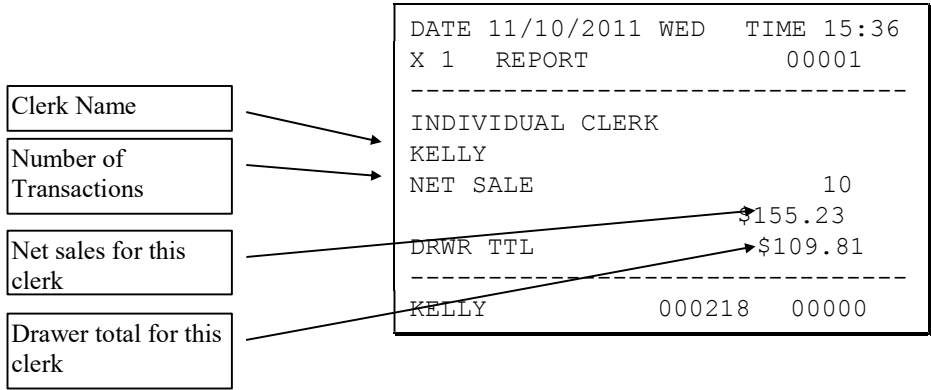 Clerk Name
Number of
Transactions
Net sales for this
clerk
Drawer total for this
clerk
DATE 11/10/2011 WED TIME 15:36
X 1 REPORT 00001
--------------------------------
INDIVIDUAL CLERK
KELLY
NET SALE 10
$155.23
DRWR TTL $109.81
--------------------------------
KELLY 000218 00000